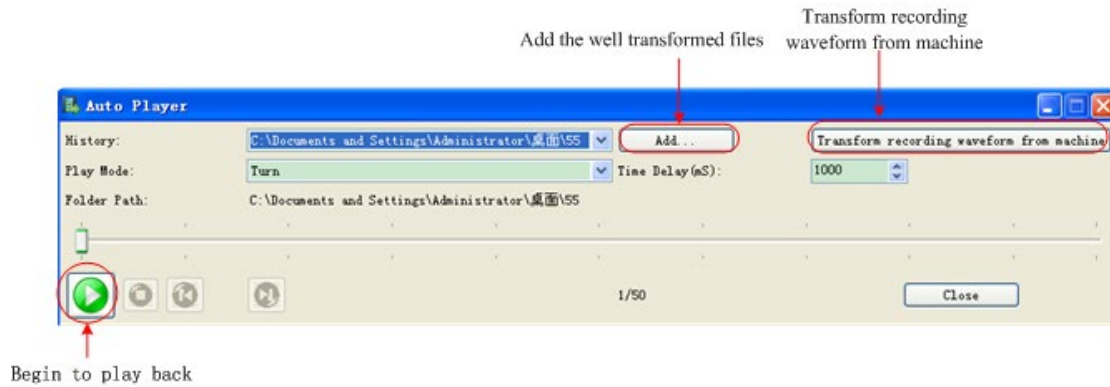 Transform recording
Add the well transformed files waveform from machine
Auto Player
History: C:\Documents and Settings\Administrator\桌面\55 Add... Transform recording waveform from machine
Play Mode: Turn Time Delay(mS): 1000
Folder Path: C:\Documents and Settings\Administrator\桌面\55
1/50 Close
Begin to play back